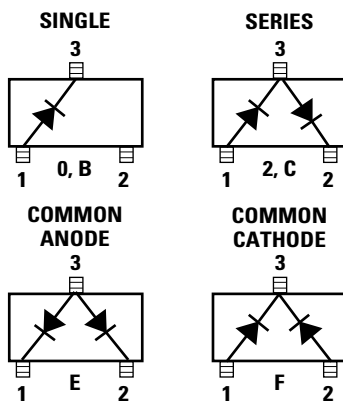 SINGLE
3
1 0, B 2
SERIES
3
1 2, C 2
COMMON
ANODE
3
1 E 2
COMMON
CATHODE
3
1 F 2